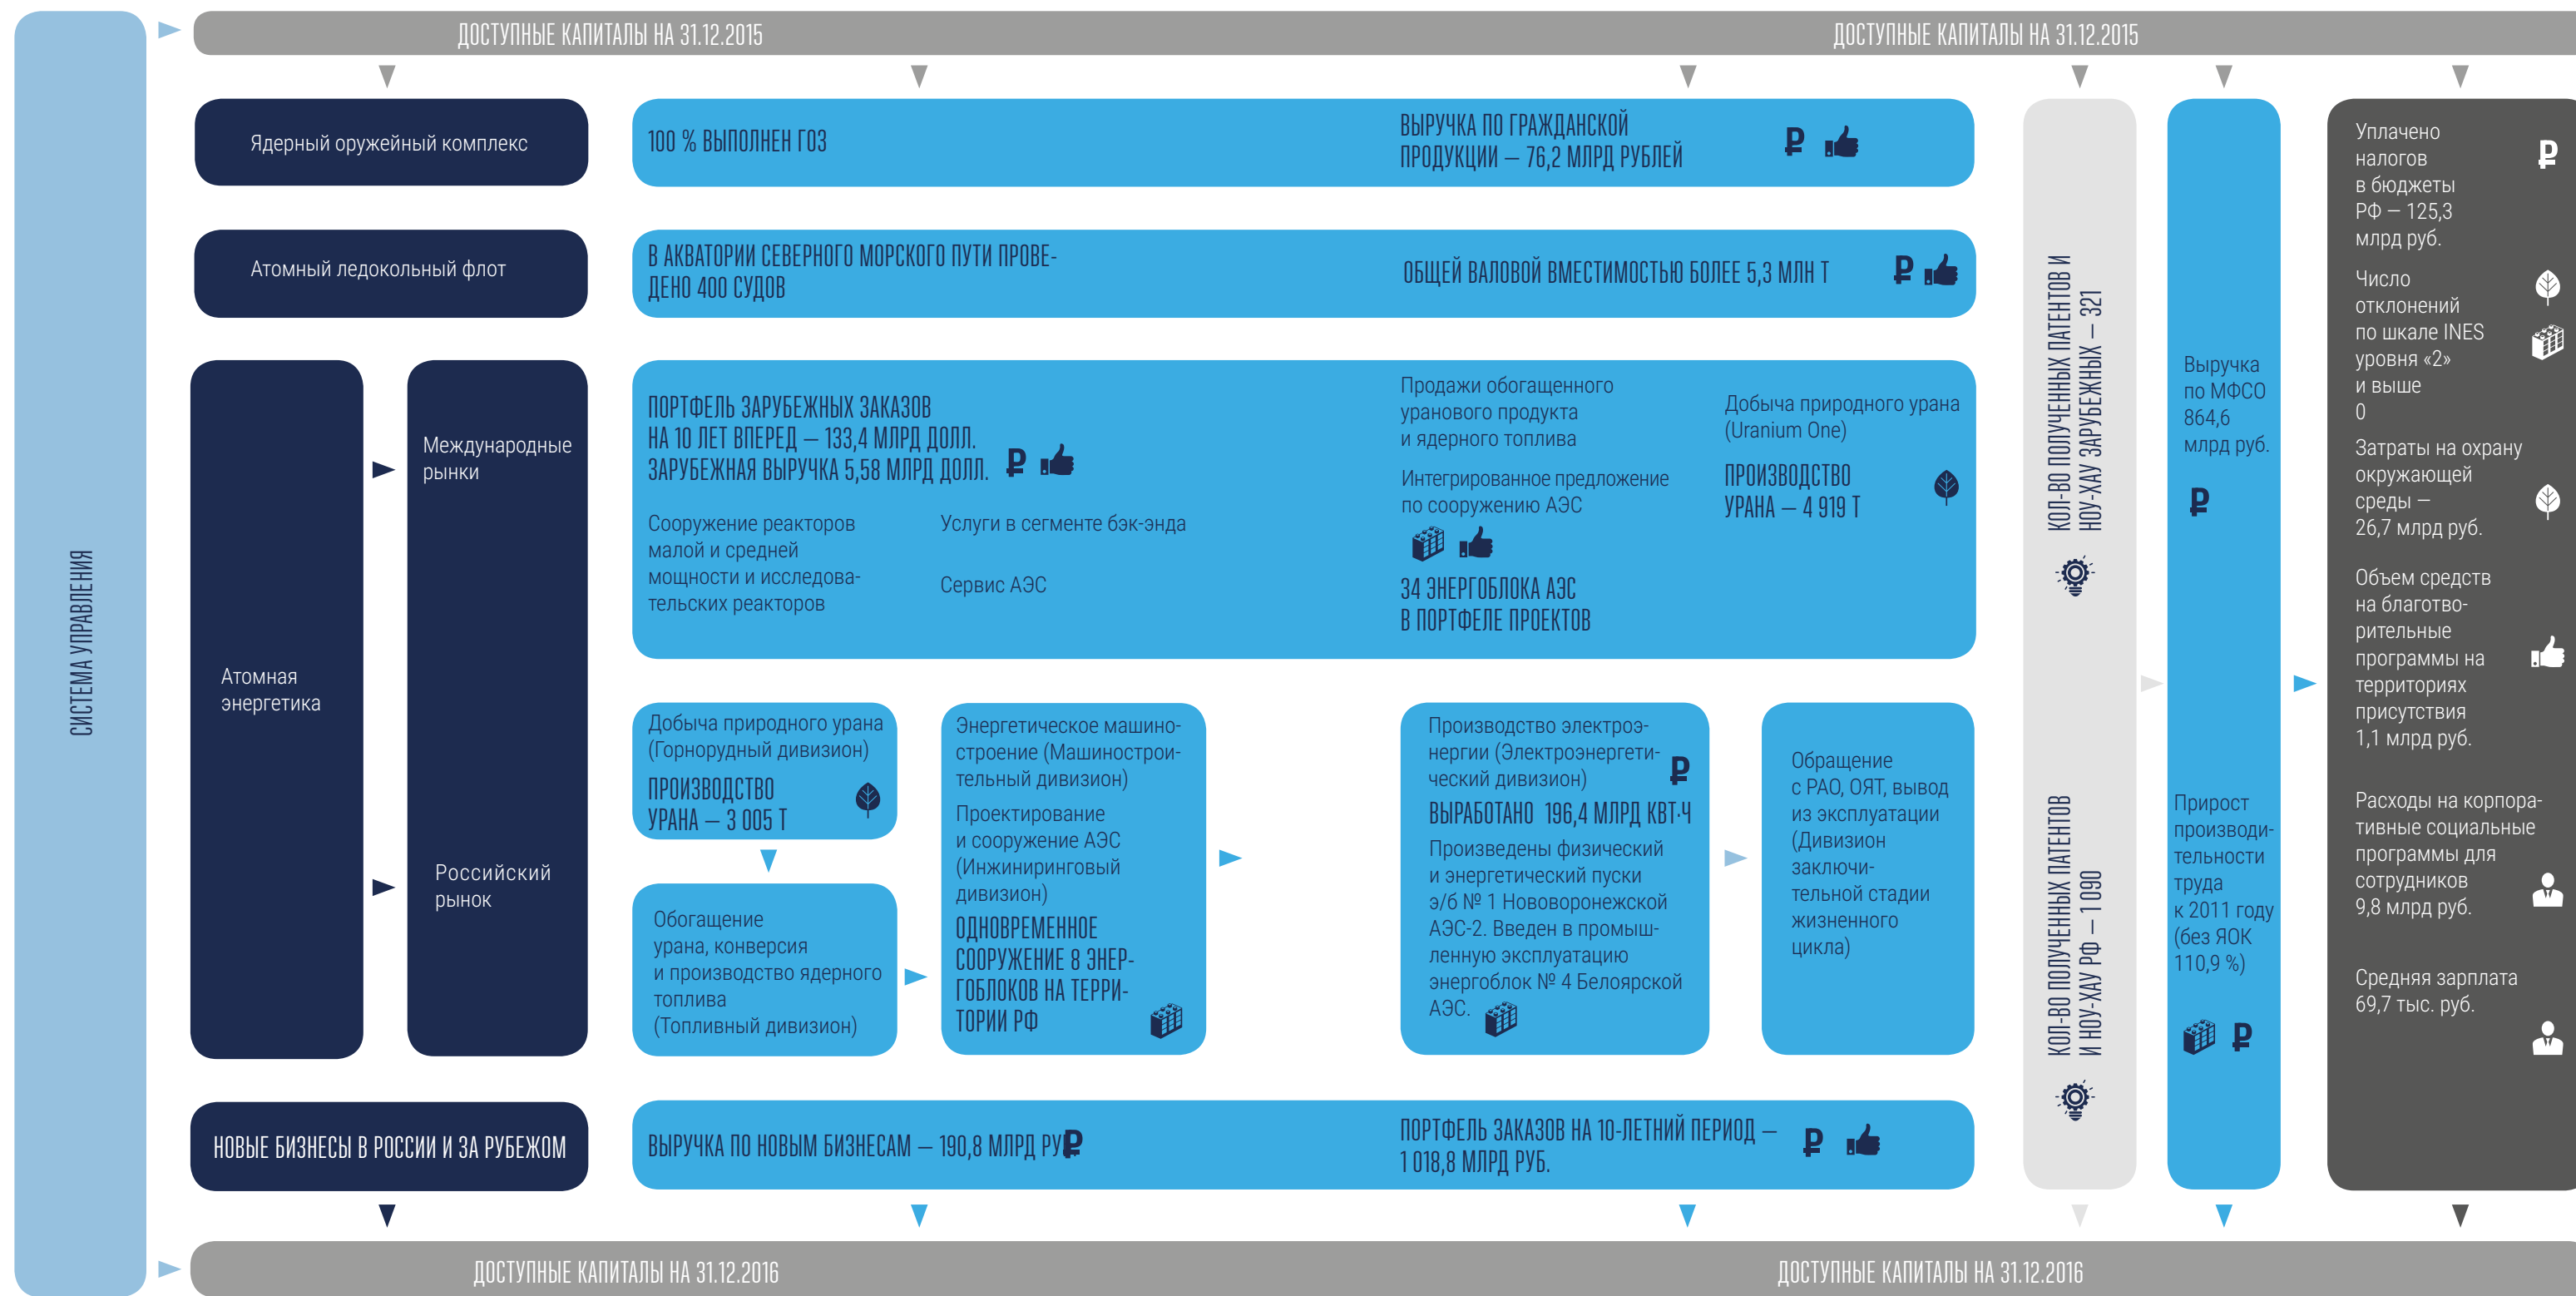 СИСТЕМА УПРАВЛЕНИЯ
ДОСТУПНЫЕ КАПИТАЛЫ НА 31.12.2015
ДОСТУПНЫЕ КАПИТАЛЫ НА 31.12.2015
Ядерный оружейный комплекс
100 % ВЫПОЛНЕН ГОЗ
ВЫРУЧКА ПО ГРАЖДАНСКОЙ
ПРОДУКЦИИ — 76,2 МЛРД РУБЛЕЙ
Атомный ледокольный флот
В АКВАТОРИИ СЕВЕРНОГО МОРСКОГО ПУТИ ПРОВЕ-
ДЕНО 400 СУДОВ
ОБЩЕЙ ВАЛОВОЙ ВМЕСТИМОСТЬЮ БОЛЕЕ 5,3 МЛН Т
Атомная
энергетика
Международные
рынки
ПОРТФЕЛЬ ЗАРУБЕЖНЫХ ЗАКАЗОВ
НА 10 ЛЕТ ВПЕРЕД — 133,4 МЛРД ДОЛЛ.
ЗАРУБЕЖНАЯ ВЫРУЧКА 5,58 МЛРД ДОЛЛ.
Сооружение реакторов
малой и средней
мощности и исследова-
тельских реакторов
Услуги в сегменте бэк-энда
Сервис АЭС
Продажи обогащенного
уранового продукта
и ядерного топлива
Интегрированное предложение
по сооружению АЭС
34 ЭНЕРГОБЛОКА АЭС
В ПОРТФЕЛЕ ПРОЕКТОВ
Добыча природного урана
(Uranium One)
ПРОИЗВОДСТВО
УРАНА — 4 919 Т
Российский
рынок
Добыча природного урана
(Горнорудный дивизион)
ПРОИЗВОДСТВО
УРАНА — 3 005 Т
Обогащение
урана, конверсия
и производство ядерного
топлива
(Топливный дивизион)
Энергетическое машино-
строение (Машинострои-
тельный дивизион)
Проектирование
и сооружение АЭС
(Инжиниринговый
дивизион)
ОДНОВРЕМЕННОЕ
СООРУЖЕНИЕ 8 ЭНЕР-
ГОБЛОКОВ НА ТЕРРИ-
ТОРИИ РФ
Производство электроэ-
нергии (Электроэнергети-
ческий дивизион)
ВЫРАБОТАНО 196,4 МЛРД КВТ·Ч
Произведены физический
и энергетический пуски
э/б № 1 Нововоронежской
АЭС-2. Введен в промыш-
ленную эксплуатацию
энергоблок № 4 Белоярской
АЭС.
Обращение
с РАО, ОЯТ, вывод
из эксплуатации
(Дивизион
заключи-
тельной стадии
жизненного
цикла)
НОВЫЕ БИЗНЕСЫ В РОССИИ И ЗА РУБЕЖОМ
ВЫРУЧКА ПО НОВЫМ БИЗНЕСАМ — 190,8 МЛРД РУ
ПОРТФЕЛЬ ЗАКАЗОВ НА 10-ЛЕТНИЙ ПЕРИОД —
1 018,8 МЛРД РУБ.
КОЛ-ВО ПОЛУЧЕННЫХ ПАТЕНТОВ И
НОУ-ХАУ ЗАРУБЕЖНЫХ — 321
КОЛ-ВО ПОЛУЧЕННЫХ ПАТЕНТОВ
И НОУ-ХАУ РФ — 1 090
Выручка
по МФСО
864,6
млрд руб.
Прирост
производи-
тельности
труда
к 2011 году
(без ЯОК
110,9 %)
Уплачено
налогов
в бюджеты
РФ — 125,3
млрд руб.
Число
отклонений
по шкале INES
уровня «2»
и выше
0
Затраты на охрану
окружающей
среды —
26,7 млрд руб.
Объем средств
на благотво-
рительные
программы на
территориях
присутствия
1,1 млрд руб.
Расходы на корпора-
тивные социальные
программы для
сотрудников
9,8 млрд руб.
Средняя зарплата
69,7 тыс. руб.
ДОСТУПНЫЕ КАПИТАЛЫ НА 31.12.2016
ДОСТУПНЫЕ КАПИТАЛЫ НА 31.12.2016